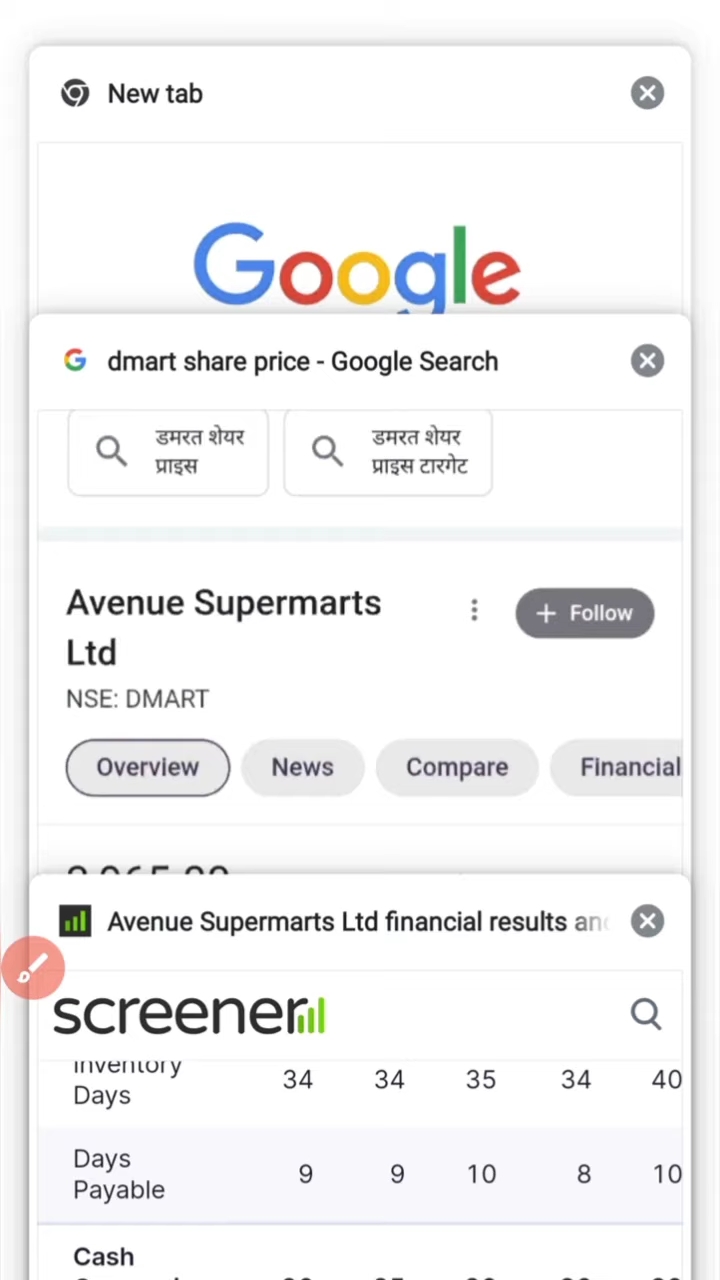 New tab
Google
dmart share price - Google Search
डमरत शेयर
प्राइस
डमरत शेयर
प्राइस टारगेट
Avenue Supermarts
Ltd
+ Follow
NSE: DMART
Overview
News
Compare
Financial
Avenue Supermarts Ltd financial results an
screener
Inventory
Days
34 34 35 34 40
Days
Payable
9 9 10 8 10
Cash